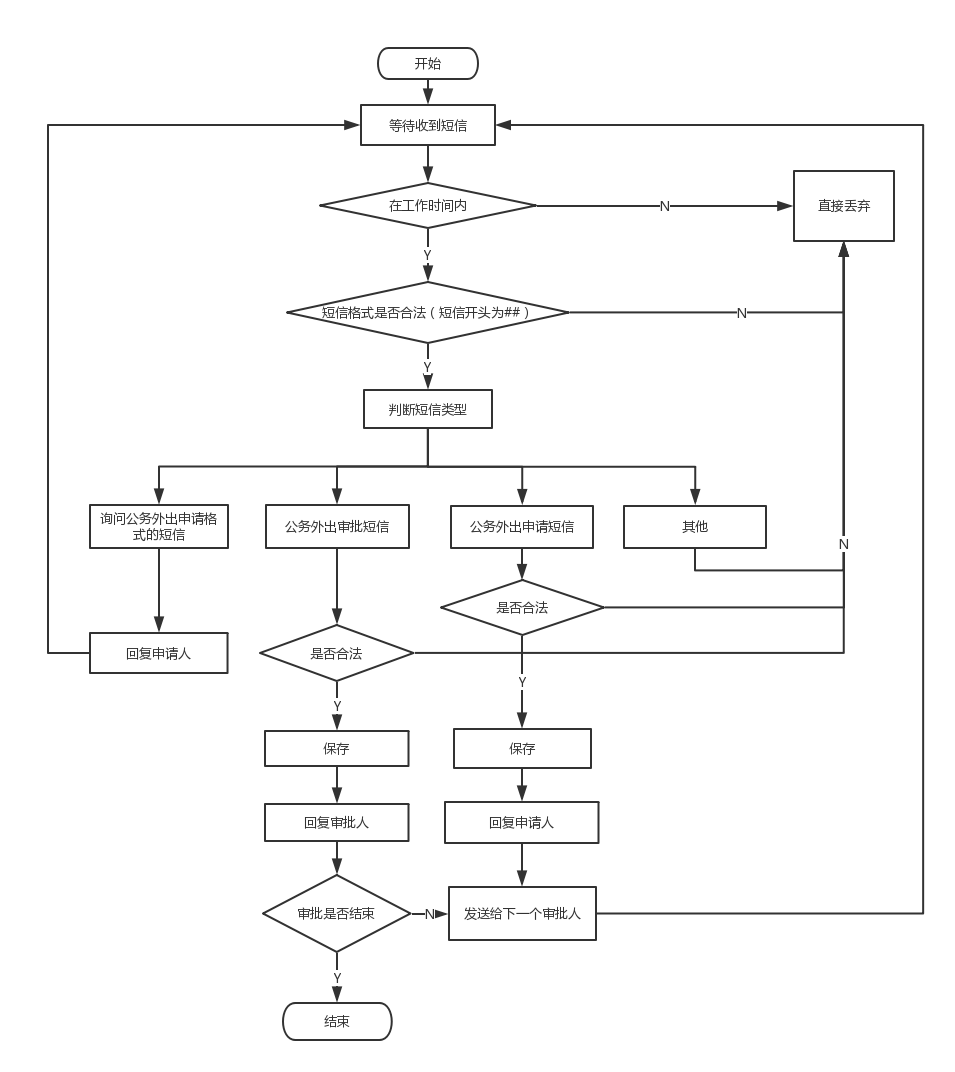 开始
等待收到短信
在工作时间内
N
直接丢弃
Y
短信格式是否合法（短信开头为##）
N
Y
判断短信类型
询问公务外出申请格
式的短信
公务外出审批短信
公务外出申请短信
其他
N
是否合法
回复申请人
是否合法
Y
Y
保存
保存
回复审批人
回复申请人
审批是否结束
N
发送给下一个审批人
Y
结束